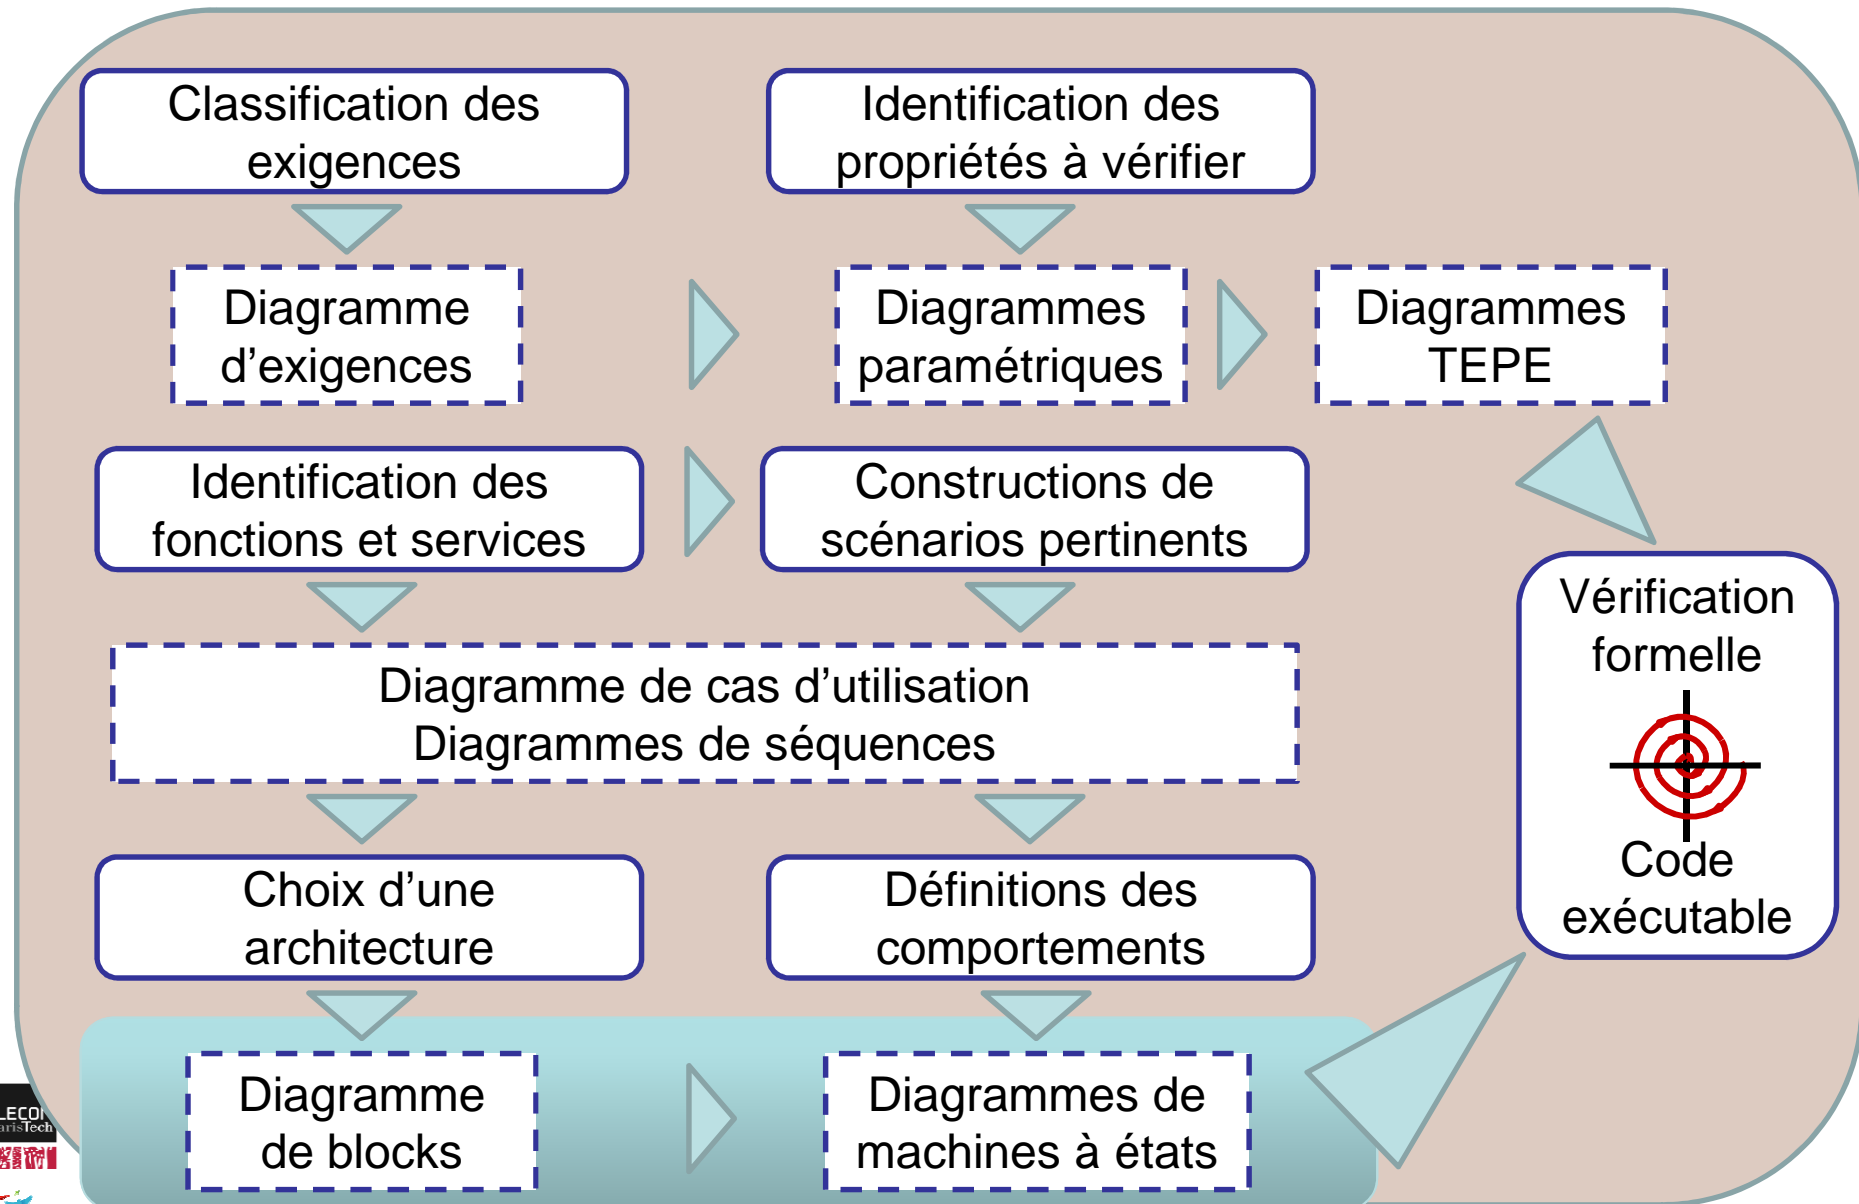 Classification des
exigences
Identification des
propriétés à vérifier
Diagramme
d’exigences
Diagrammes
paramétriques
Diagrammes
TEPE
Identification des
fonctions et services
Constructions de
scénarios pertinents
Vérification
formelle
Code
exécutable
Diagramme de cas d’utilisation
Diagrammes de séquences
Choix d’une
architecture
Définitions des
comportements
Diagramme
de blocks
Diagrammes de
machines à états